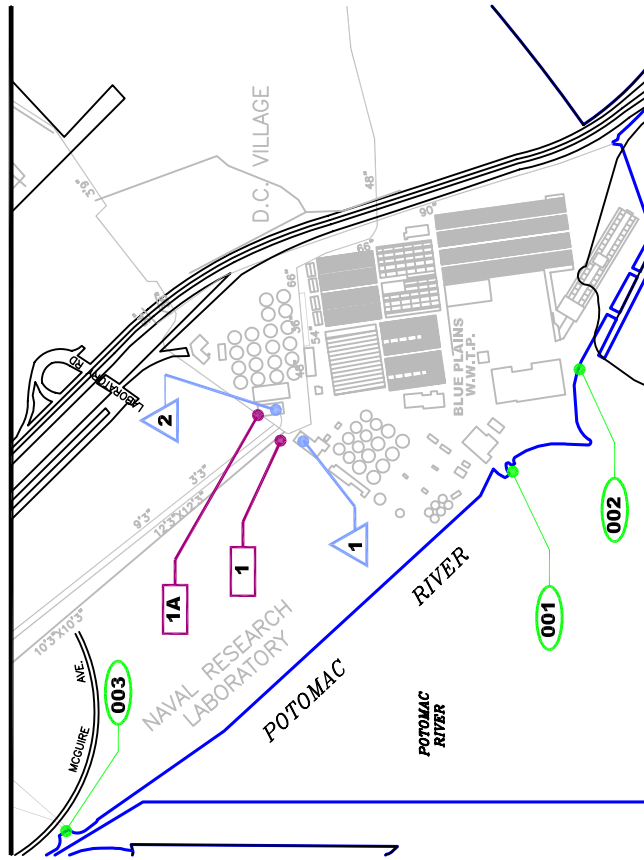 3'9"
D.C. VILLAGE
48"
90"
66"
66"
36"
54"
48"
LABORATORY RD
BLUE PLAINS
W.W.T.P.
2
3'3"
9'3"
12'3"X12'3"
10'3"X10'3"
1
1
1A
NAVAL RESEARCH
LABORATORY
MCGUIRE AVE.
003
POTOMAC RIVER
POTOMAC
RIVER
001
002